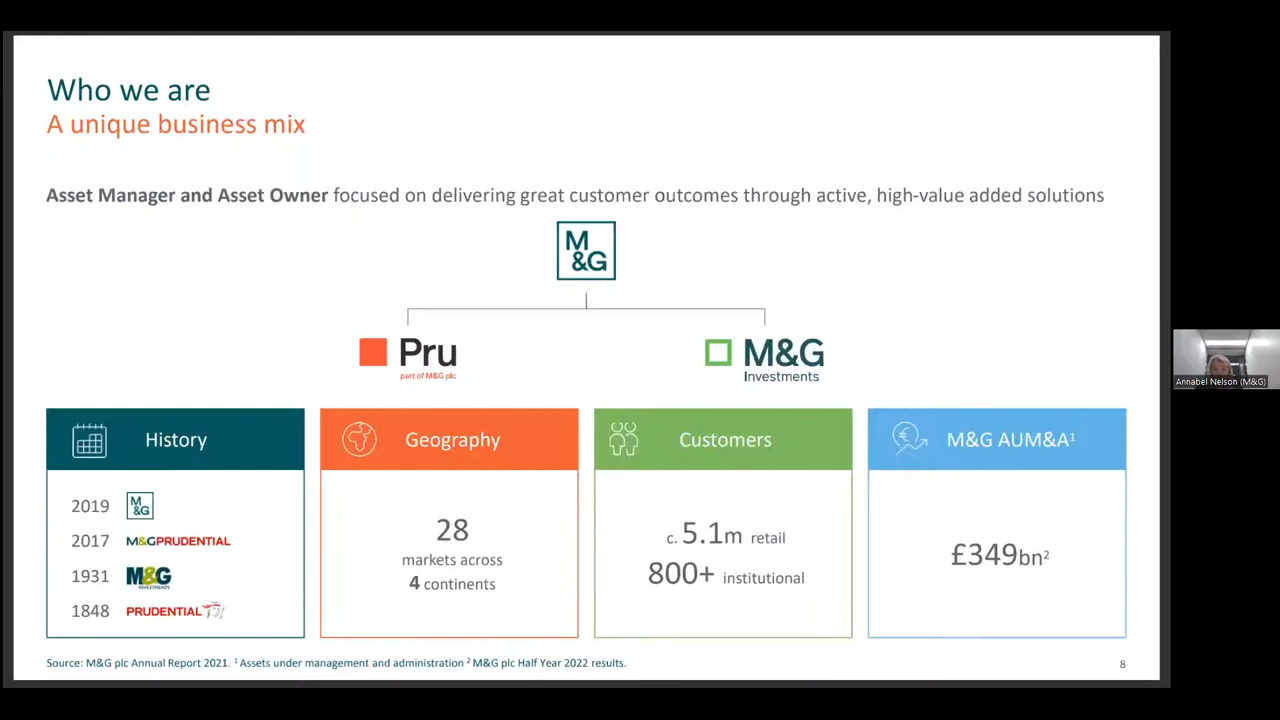 Who we are
A unique business mix
Asset Manager and Asset Owner focused on delivering great customer outcomes through active, high-value added solutions
M
&G
Pru
part of M&G plc
M&G
Investments
History
2019 M
&G
2017 M&GPRUDENTIAL
1931 M&G
INVESTMENTS
1848 PRUDENTIAL
Geography
28
markets across
4 continents
Customers
c. 5.1m retail
800+ institutional
M&G AUM&A¹
£349bn²
Source: M&G plc Annual Report 2021. ¹ Assets under management and administration ² M&G plc Half Year 2022 results.
8
Annabel Nelson (M&G)